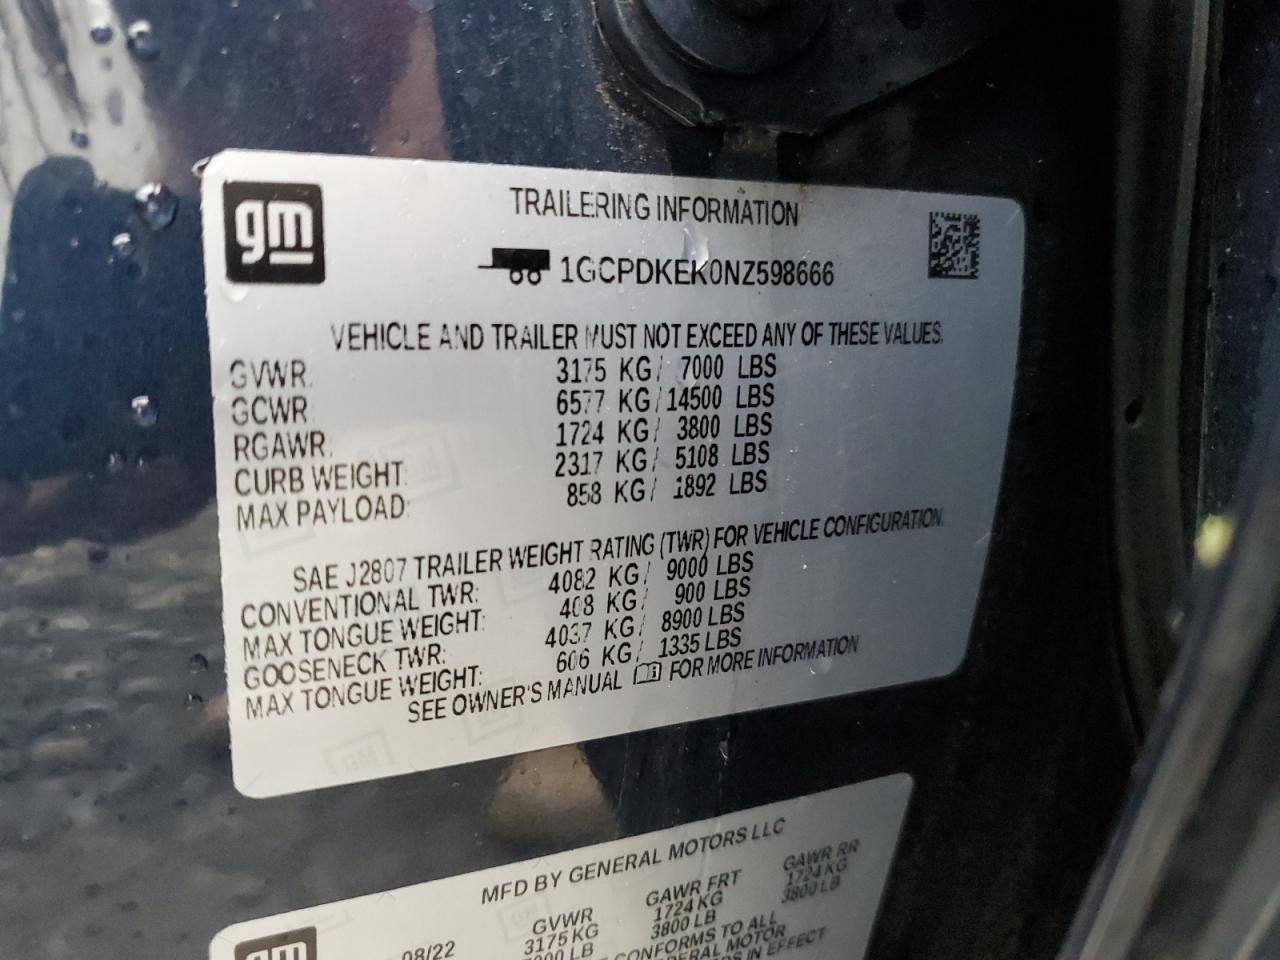 gm
TRAILERING INFORMATION
1GCPDKEK0NZ598666
VEHICLE AND TRAILER MUST NOT EXCEED ANY OF THESE VALUES.
GVWR: 3175 KG/ 7000 LBS
GCWR: 6577 KG/ 14500 LBS
RGAWR: 1724 KG/ 3800 LBS
CURB WEIGHT: 2317 KG/ 5108 LBS
MAX PAYLOAD: 858 KG/ 1892 LBS
SAE J2807 TRAILER WEIGHT RATING (TWR) FOR VEHICLE CONFIGURATION.
CONVENTIONAL TWR: 4082 KG/ 9000 LBS
MAX TONGUE WEIGHT: 408 KG/ 900 LBS
GOOSENECK TWR: 4037 KG/ 8900 LBS
MAX TONGUE WEIGHT: 606 KG/ 1335 LBS
SEE OWNER'S MANUAL FOR MORE INFORMATION
GM
MFD BY GENERAL MOTORS LLC
gm
08/22
GVWR GAWR FRT GAWR RR
3175 KG 1724 KG 1724 KG
LB 3800 LB 3800 LB
CONFORMS TO ALL
MOTOR
IN EFFECT